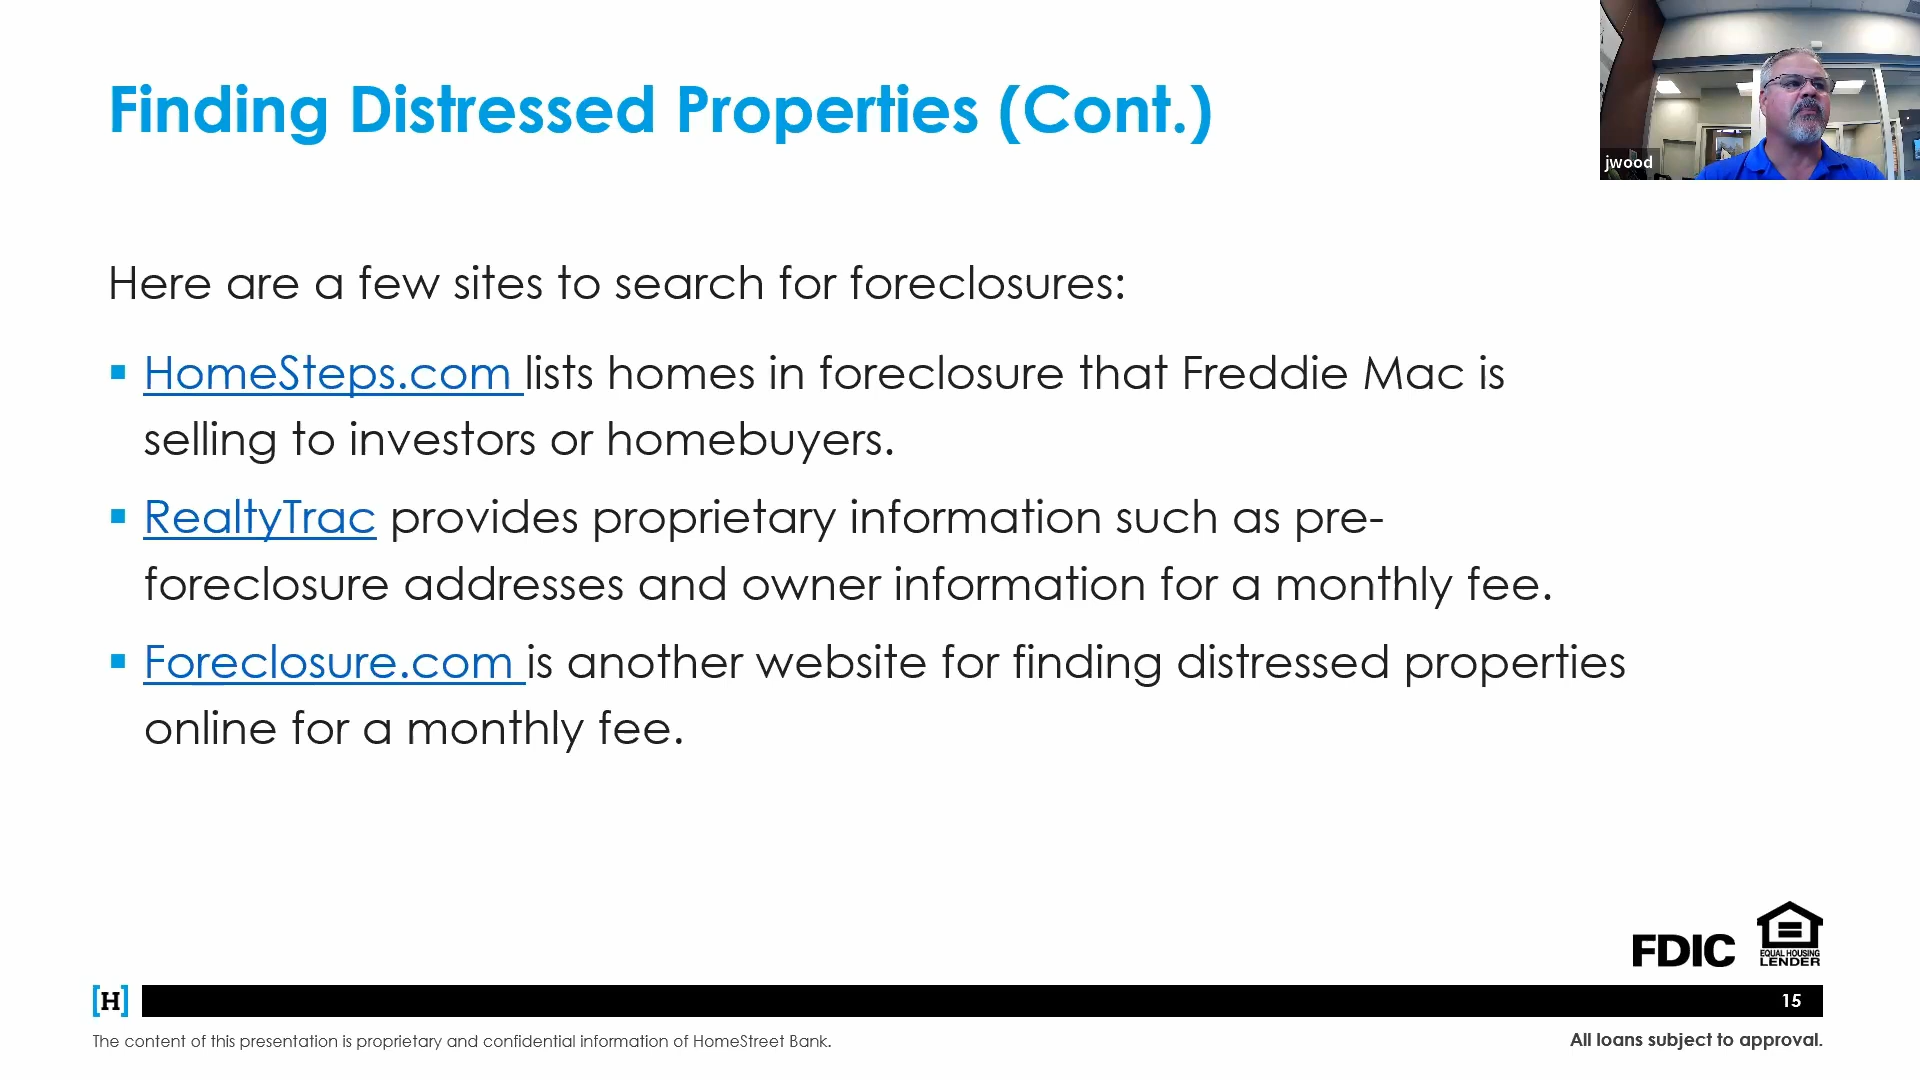 Finding Distressed Properties (Cont.)
jwood
Here are a few sites to search for foreclosures:
HomeSteps.com lists homes in foreclosure that Freddie Mac is
selling to investors or homebuyers.
RealtyTrac provides proprietary information such as pre-
foreclosure addresses and owner information for a monthly fee.
Foreclosure.com is another website for finding distressed properties
online for a monthly fee.
FDIC
EQUAL HOUSING
LENDER
[H]
15
The content of this presentation is proprietary and confidential information of HomeStreet Bank.
All loans subject to approval.